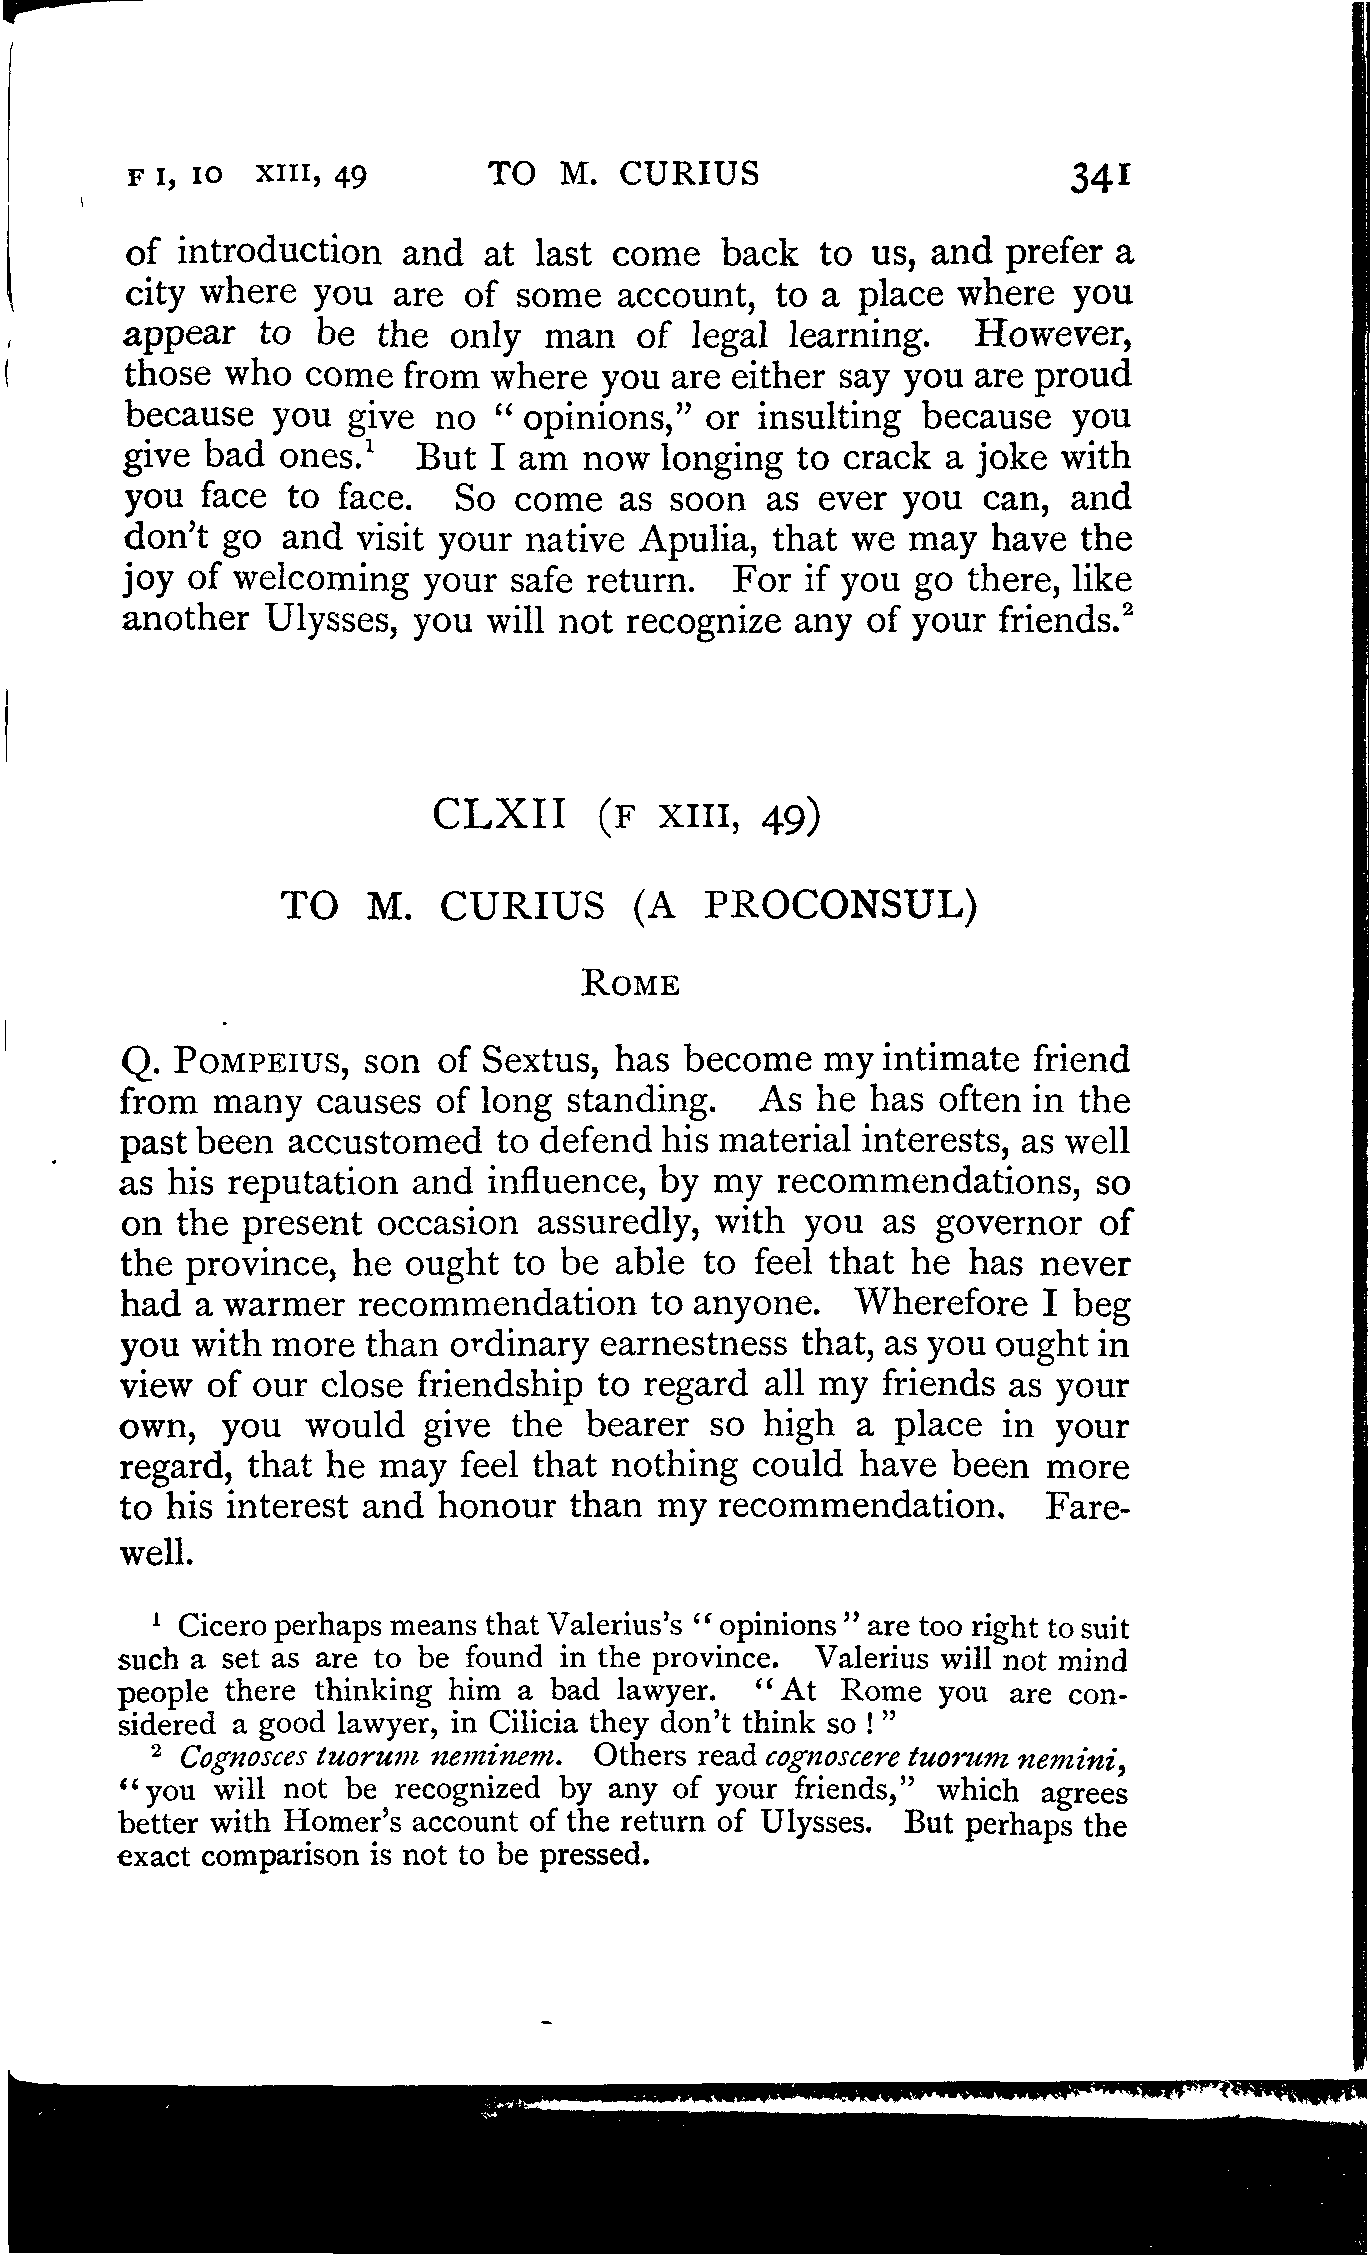 F I, 10 XIII, 49 TO M. CURIUS 341
of introduction and at last come back to us, and prefer a
city where you are of some account, to a place where you
appear to be the only man of legal learning. However,
those who come from where you are either say you are proud
because you give no “ opinions,” or insulting because you
give bad ones.¹ But I am now longing to crack a joke with
you face to face. So come as soon as ever you can, and
don't go and visit your native Apulia, that we may have the
joy of welcoming your safe return. For if you go there, like
another Ulysses, you will not recognize any of your friends.²
CLXII (F XIII, 49)
TO M. CURIUS (A PROCONSUL)
ROME
Q. POMPEIUS, son of Sextus, has become my intimate friend
from many causes of long standing. As he has often in the
past been accustomed to defend his material interests, as well
as his reputation and influence, by my recommendations, so
on the present occasion assuredly, with you as governor of
the province, he ought to be able to feel that he has never
had a warmer recommendation to anyone. Wherefore I beg
you with more than ordinary earnestness that, as you ought in
view of our close friendship to regard all my friends as your
own, you would give the bearer so high a place in your
regard, that he may feel that nothing could have been more
to his interest and honour than my recommendation. Fare-
well.
¹ Cicero perhaps means that Valerius's “ opinions ” are too right to suit
such a set as are to be found in the province. Valerius will not mind
people there thinking him a bad lawyer. “ At Rome you are con-
sidered a good lawyer, in Cilicia they don't think so ! ”
² Cognosces tuorum neminem. Others read cognoscere tuorum nemini,
“ you will not be recognized by any of your friends,” which agrees
better with Homer's account of the return of Ulysses. But perhaps the
exact comparison is not to be pressed.